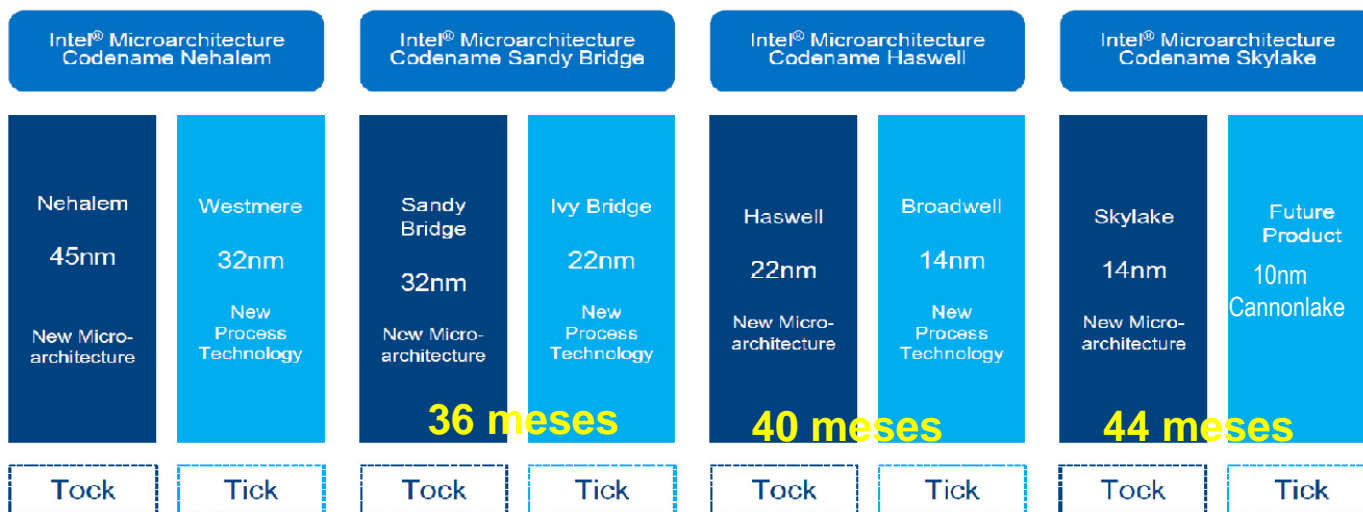 Intel® Microarchitecture
Codename Nehalem
Intel® Microarchitecture
Codename Sandy Bridge
Intel® Microarchitecture
Codename Haswell
Intel® Microarchitecture
Codename Skylake
Nehalem
45nm
New Micro-
architecture
Westmere
32nm
New
Process
Technology
Sandy
Bridge
32nm
New Micro-
architecture
Ivy Bridge
22nm
New
Process
Technology
36 meses
Haswell
22nm
New Micro-
architecture
Broadwell
14nm
New
Process
Technology
40 meses
Skylake
14nm
New Micro-
architecture
Future
Product
10nm
Cannonlake
44 meses
Tock
Tick
Tock
Tick
Tock
Tick
Tock
Tick